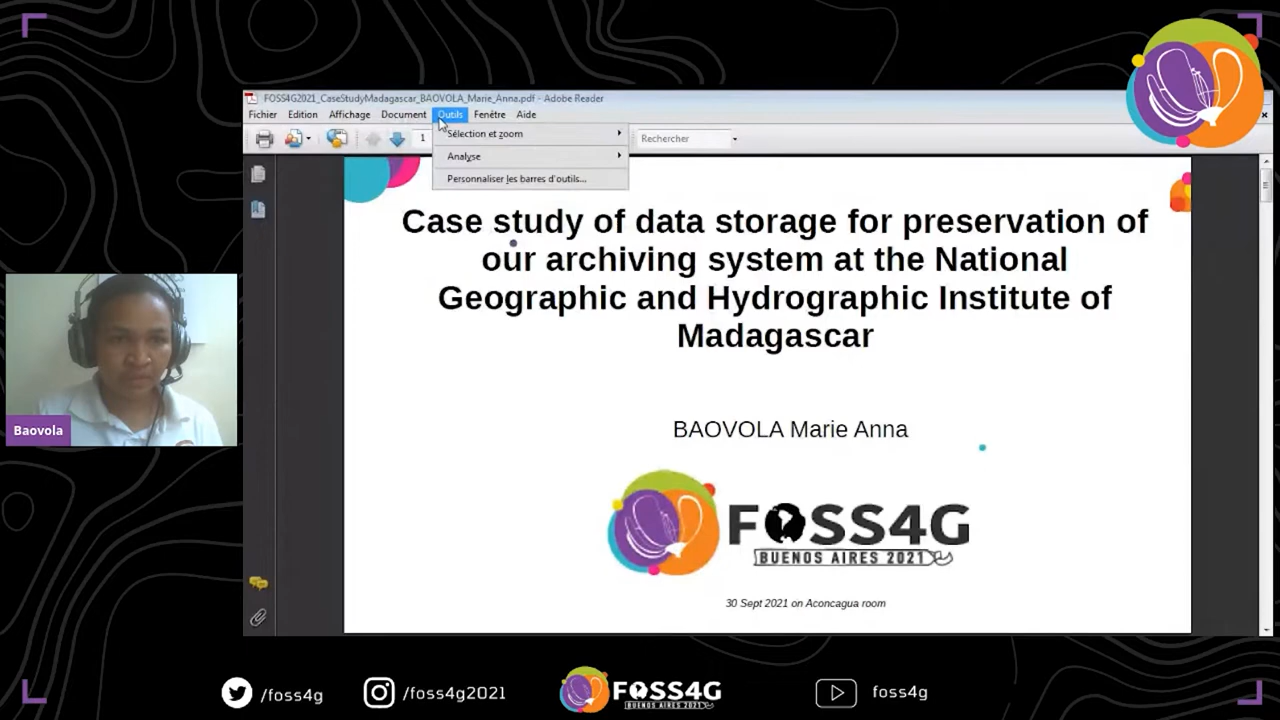 FOSS4G2021_CaseStudyMadagascar_BAOVOLA_Marie_Anna.pdf - Adobe Reader
Fichier Edition Affichage Document Outils Fenêtre Aide
1
Rechercher
Sélection et zoom
Analyse
Personnaliser les barres d'outils...
Case study of data storage for preservation of
our archiving system at the National
Geographic and Hydrographic Institute of
Madagascar
BAOVOLA Marie Anna
FOSS4G
BUENOS AIRES 2021
30 Sept 2021 on Aconcagua room
Baovola
/foss4g
/foss4g2021
FOSS4G
BUENOS AIRES 2021
foss4g